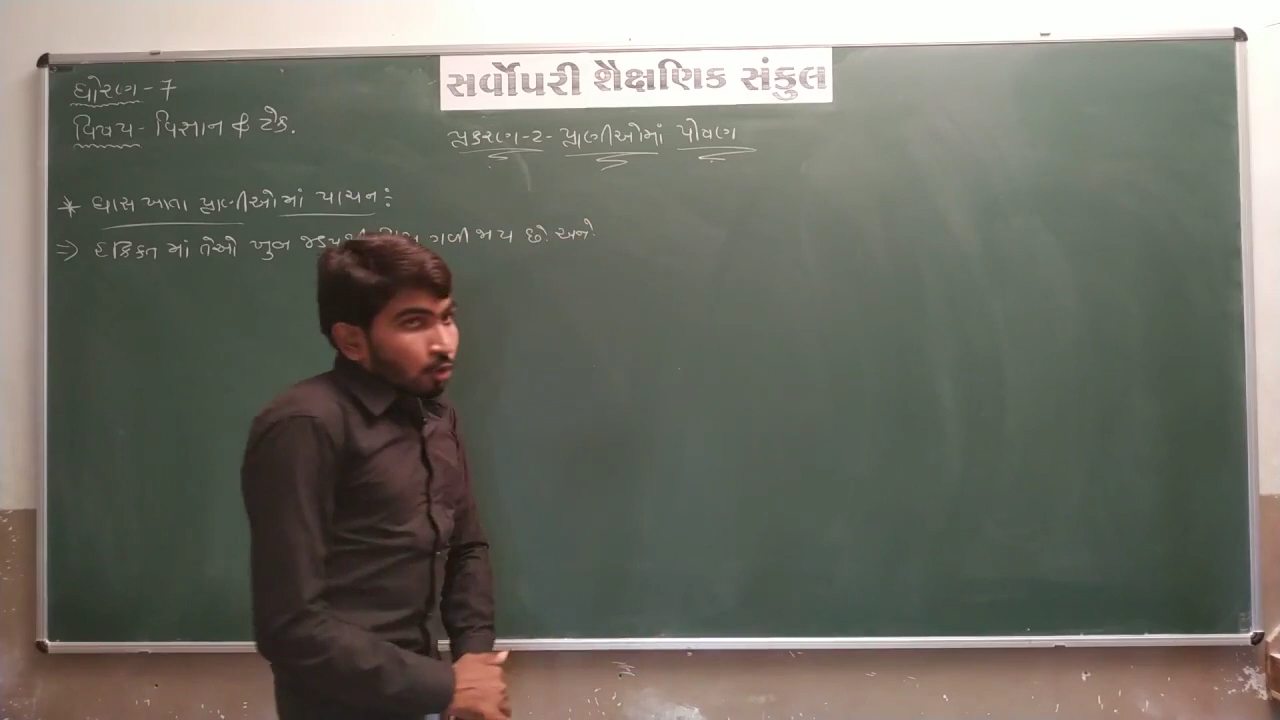 સર્વોપરી શૈક્ષણિક સંકુલ
ધોરણ-7
વિષય- વિજ્ઞાન & ટેક.
પ્રકરણ-2- પ્રાણીઓમાં પોષણ
* ઘાસ ખાતા પ્રાણીઓમાં પાચન:
⇒ હકિકત માં તેઓ ખુબ ગળી જાય છે. અને